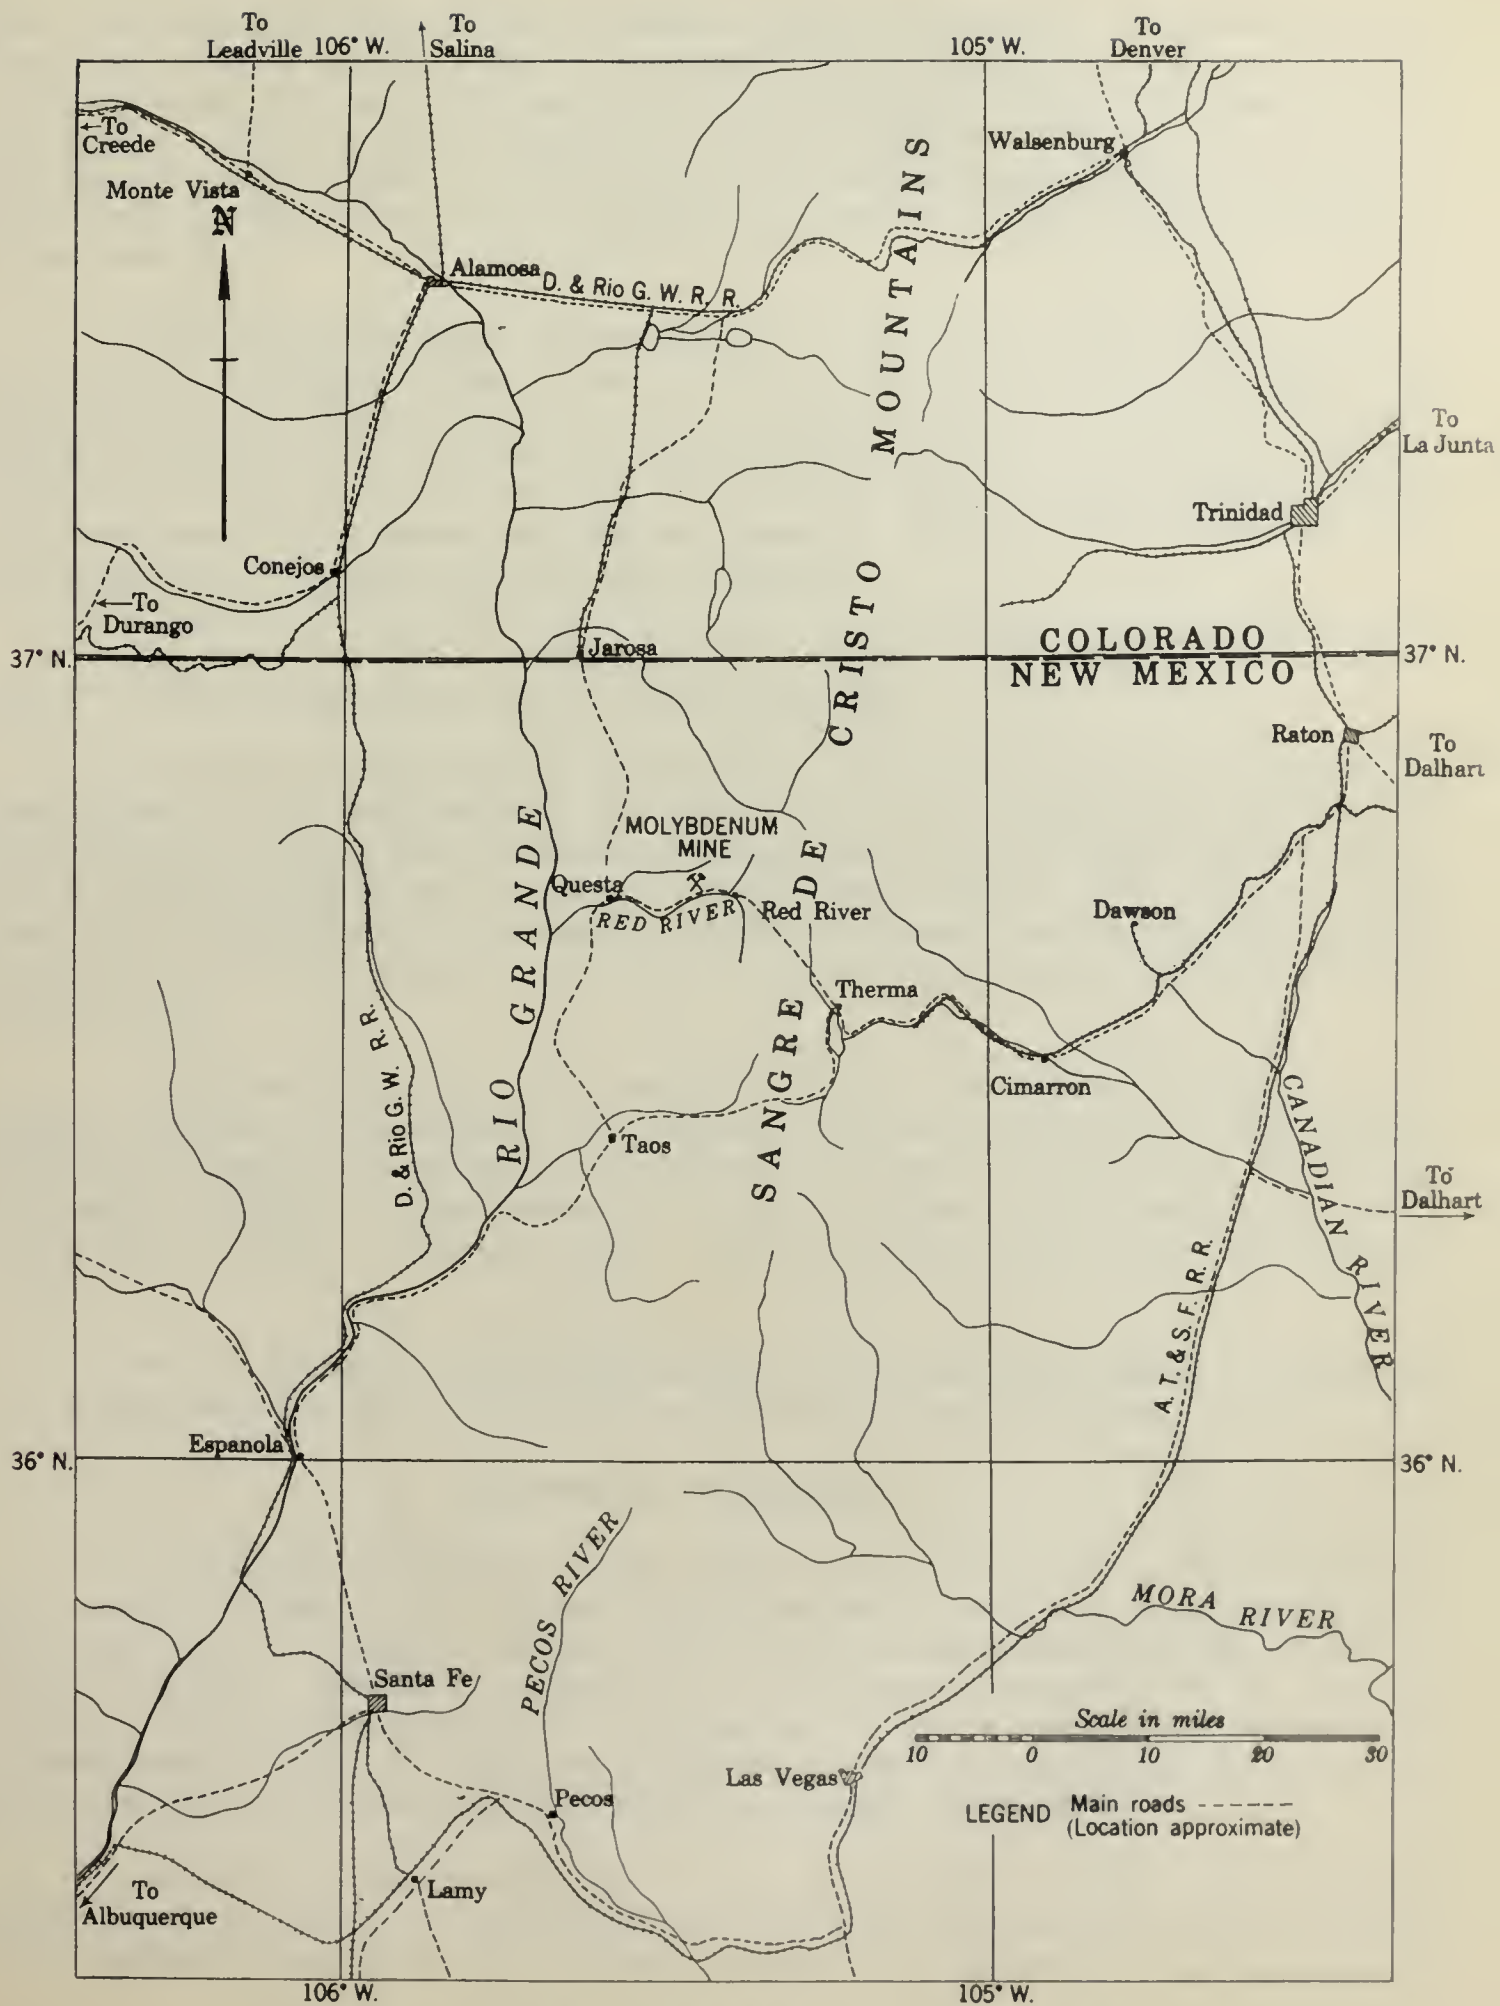 To
Leadville
106° W.
To
Salina
105° W.
To
Denver
←To
Creede
Monte Vista
N
Walsenburg
Alamosa
D. & Rio G. W. R. R.
MOUNTAINS
To
La Junta
Trinidad
Conejos
←To
Durango
CRISTO
37° N.
Jarosa
COLORADO
NEW MEXICO
37° N.
Raton
To
Dalhart
MOLYBDENUM
MINE
DE
Questa
RED RIVER
Red River
Dawson
RIO GRANDE
Therma
SANGRE
D. & Rio G. W. R. R.
Cimarron
CANADIAN RIVER
Taos
To
Dalhart
A. T. & S. F. R. R.
Espanola
36° N.
36° N.
PECOS RIVER
MORA RIVER
Santa Fe
Scale in miles
10 0 10 20 30
Las Vegas
LEGEND Main roads
(Location approximate)
Pecos
Lamy
To
Albuquerque
106° W.
105° W.